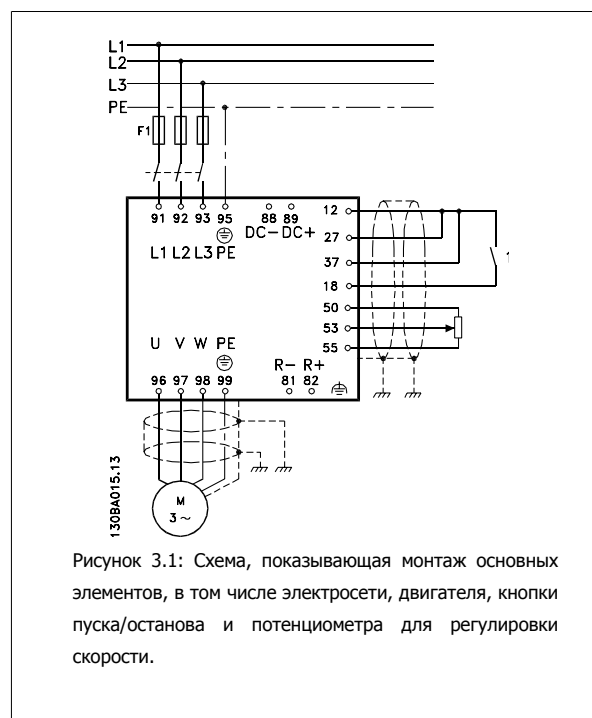 L1
L2
L3
PE
F1
91 92 93 95 88 89 12
DC- DC+
27
L1 L2 L3 PE
37
18
50
53
U V W PE
55
R- R+
96 97 98 99 81 82
130BA015.13
M
3 ~
Рисунок 3.1: Схема, показывающая монтаж основных
элементов, в том числе электросети, двигателя, кнопки
пуска/останова и потенциометра для регулировки
скорости.